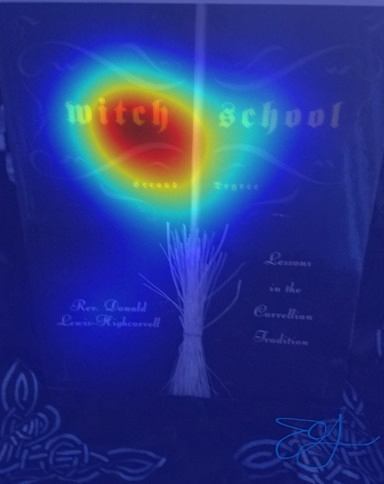 witch school
Second Degree
Lessons
in the
Correllian
Tradition
Rev. Donald
Lewis-Highcorrell